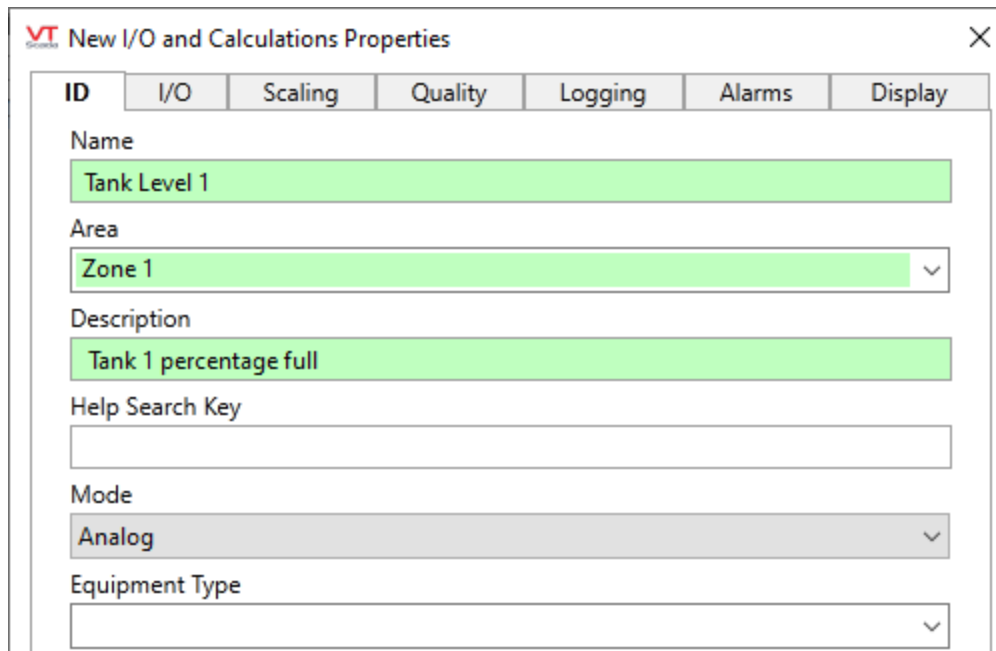 VT Scada New I/O and Calculations Properties
ID I/O Scaling Quality Logging Alarms Display
Name
Tank Level 1
Area
Zone 1
Description
Tank 1 percentage full
Help Search Key
Mode
Analog
Equipment Type